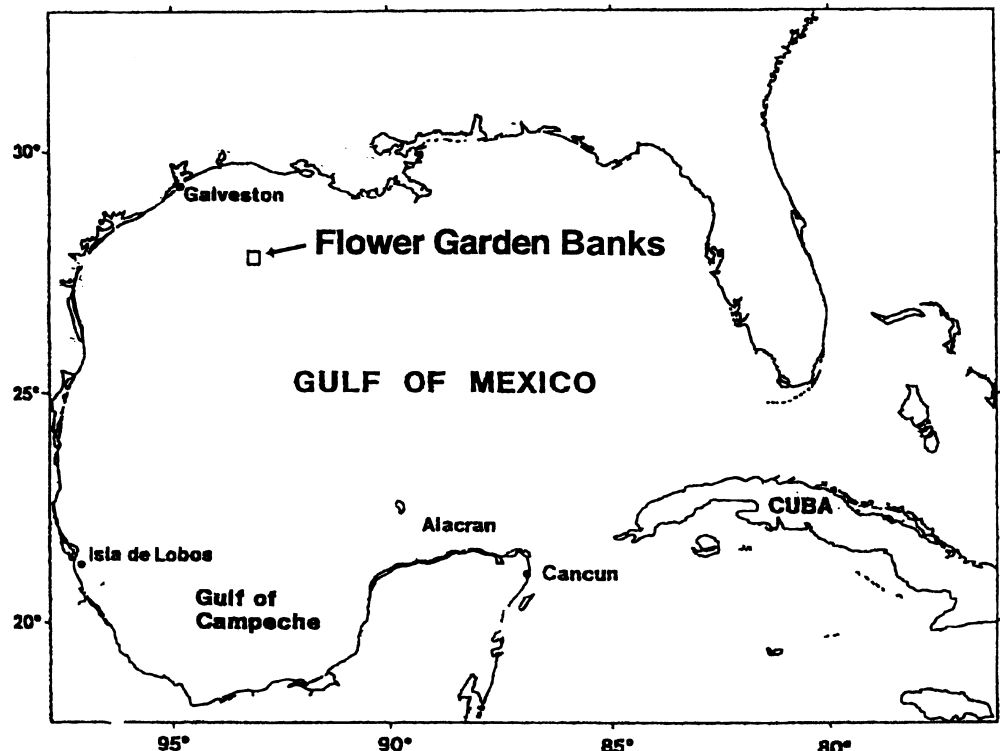 30°
Galveston
Flower Garden Banks
GULF OF MEXICO
25°
CUBA
Alacran
Isla de Lobos
Cancun
Gulf of
Campeche
20°
95°
90°
85°
80°